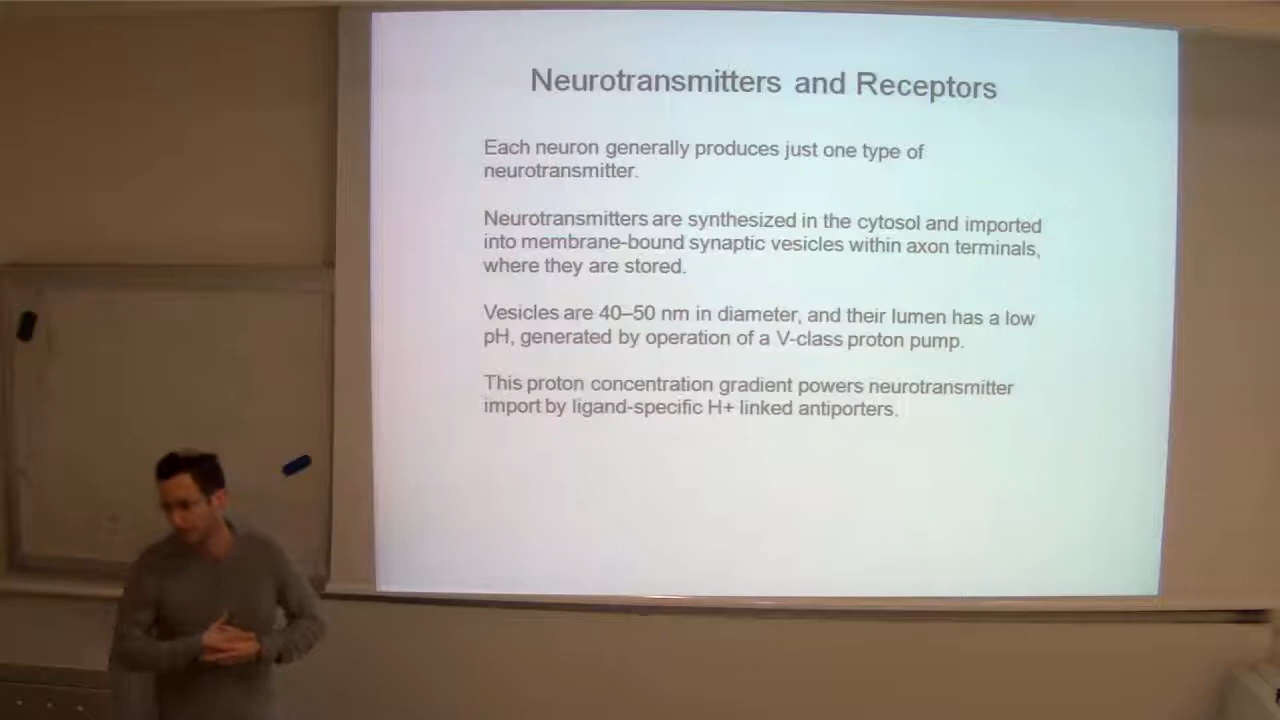 Neurotransmitters and Receptors
Each neuron generally produces just one type of
neurotransmitter.
Neurotransmitters are synthesized in the cytosol and imported
into membrane-bound synaptic vesicles within axon terminals,
where they are stored.
Vesicles are 40–50 nm in diameter, and their lumen has a low
pH, generated by operation of a V-class proton pump.
This proton concentration gradient powers neurotransmitter
import by ligand-specific H+ linked antiporters.